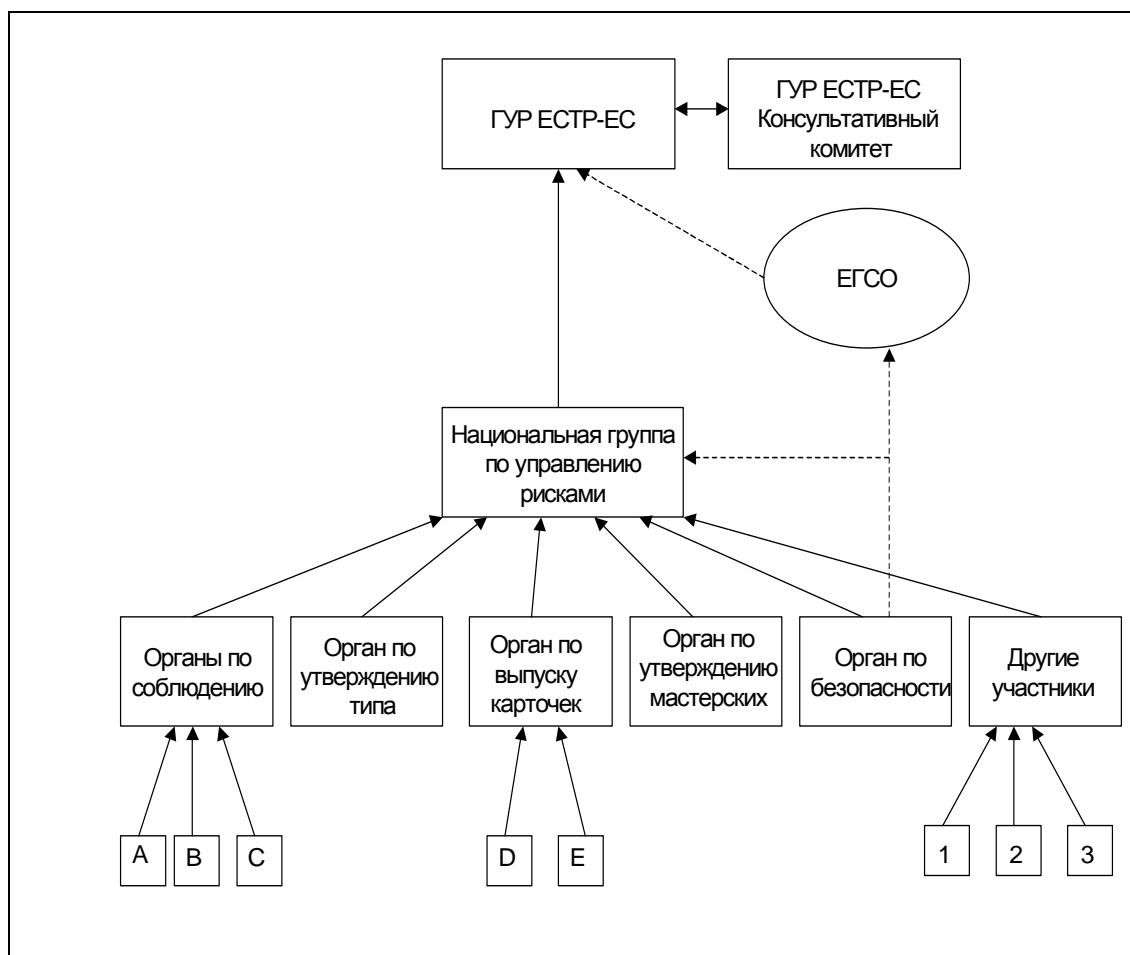 ГУР ЕСТР-ЕС
ГУР ЕСТР-ЕС
Консультативный
комитет
ЕГСО
Национальная группа
по управлению
рисками
Органы по
соблюдению
Орган по
утверждению
типа
Орган по
выпуску
карточек
Орган по
утверждению
мастерских
Орган по
безопасности
Другие
участники
A
B
C
D
E
1
2
3